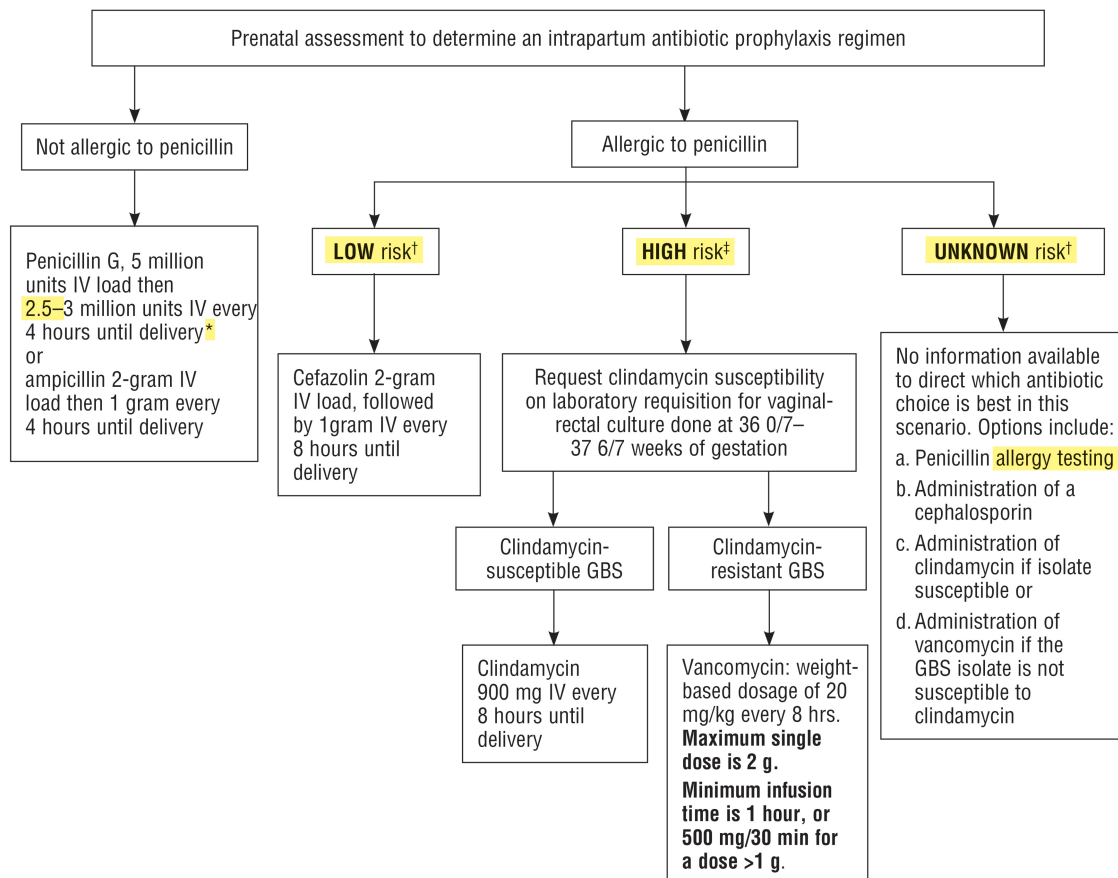 Prenatal assessment to determine an intrapartum antibiotic prophylaxis regimen
Not allergic to penicillin
Allergic to penicillin
Penicillin G, 5 million
units IV load then
2.5–3 million units IV every
4 hours until delivery*
or
ampicillin 2-gram IV
load then 1 gram every
4 hours until delivery
LOW risk†
HIGH risk‡
UNKNOWN risk†
Cefazolin 2-gram
IV load, followed
by 1gram IV every
8 hours until
delivery
Request clindamycin susceptibility
on laboratory requisition for vaginal-
rectal culture done at 36 0/7–
37 6/7 weeks of gestation
Clindamycin-
susceptible GBS
Clindamycin-
resistant GBS
Clindamycin
900 mg IV every
8 hours until
delivery
Vancomycin: weight-
based dosage of 20
mg/kg every 8 hrs.
Maximum single
dose is 2 g.
Minimum infusion
time is 1 hour, or
500 mg/30 min for
a dose >1 g.
No information available
to direct which antibiotic
choice is best in this
scenario. Options include:
a. Penicillin allergy testing
b. Administration of a
cephalosporin
c. Administration of
clindamycin if isolate
susceptible or
d. Administration of
vancomycin if the
GBS isolate is not
susceptible to
clindamycin